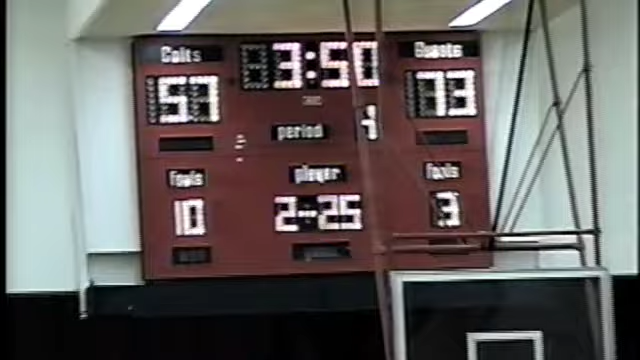 Colts 3:50 Guests
57 73
period 4
fouls player fouls
10 2--25 3